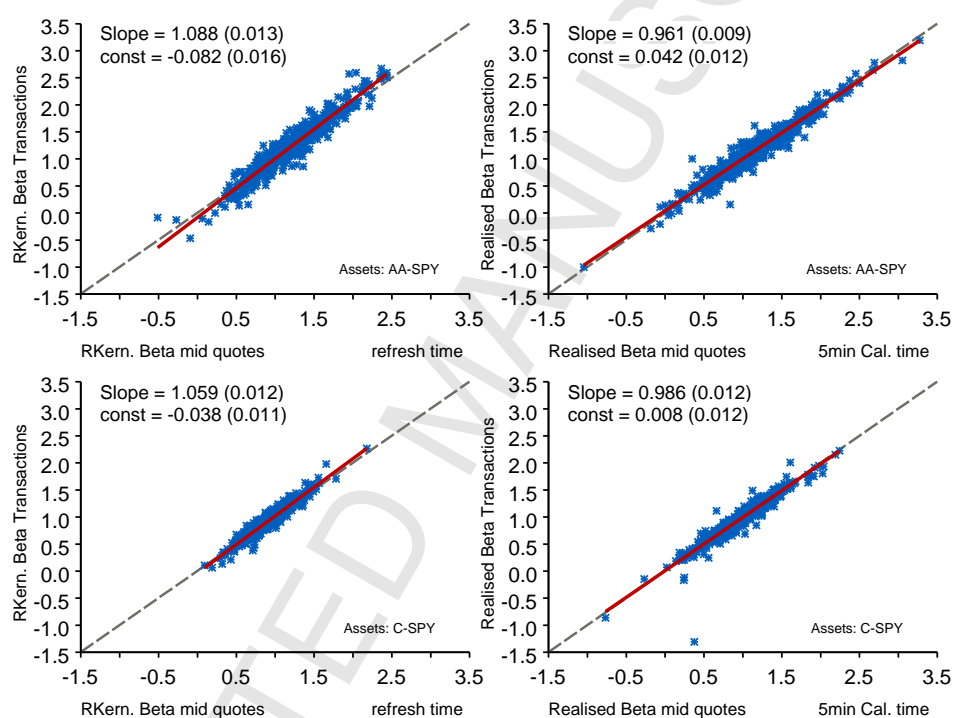 Slope = 1.088 (0.013)
const = -0.082 (0.016)
RKern. Beta Transactions
3.5
3.0
2.5
2.0
1.5
1.0
0.5
0.0
-0.5
-1.0
-1.5
Assets: AA-SPY
-1.5 -0.5 0.5 1.5 2.5 3.5
RKern. Beta mid quotes refresh time
Slope = 0.961 (0.009)
const = 0.042 (0.012)
Realised Beta Transactions
3.5
3.0
2.5
2.0
1.5
1.0
0.5
0.0
-0.5
-1.0
-1.5
Assets: AA-SPY
-1.5 -0.5 0.5 1.5 2.5 3.5
Realised Beta mid quotes 5min Cal. time
Slope = 1.059 (0.012)
const = -0.038 (0.011)
RKern. Beta Transactions
3.5
3.0
2.5
2.0
1.5
1.0
0.5
0.0
-0.5
-1.0
-1.5
Assets: C-SPY
-1.5 -0.5 0.5 1.5 2.5 3.5
RKern. Beta mid quotes refresh time
Slope = 0.986 (0.012)
const = 0.008 (0.012)
Realised Beta Transactions
3.5
3.0
2.5
2.0
1.5
1.0
0.5
0.0
-0.5
-1.0
-1.5
Assets: C-SPY
-1.5 -0.5 0.5 1.5 2.5 3.5
Realised Beta mid quotes 5min Cal. time
TED MANUSC